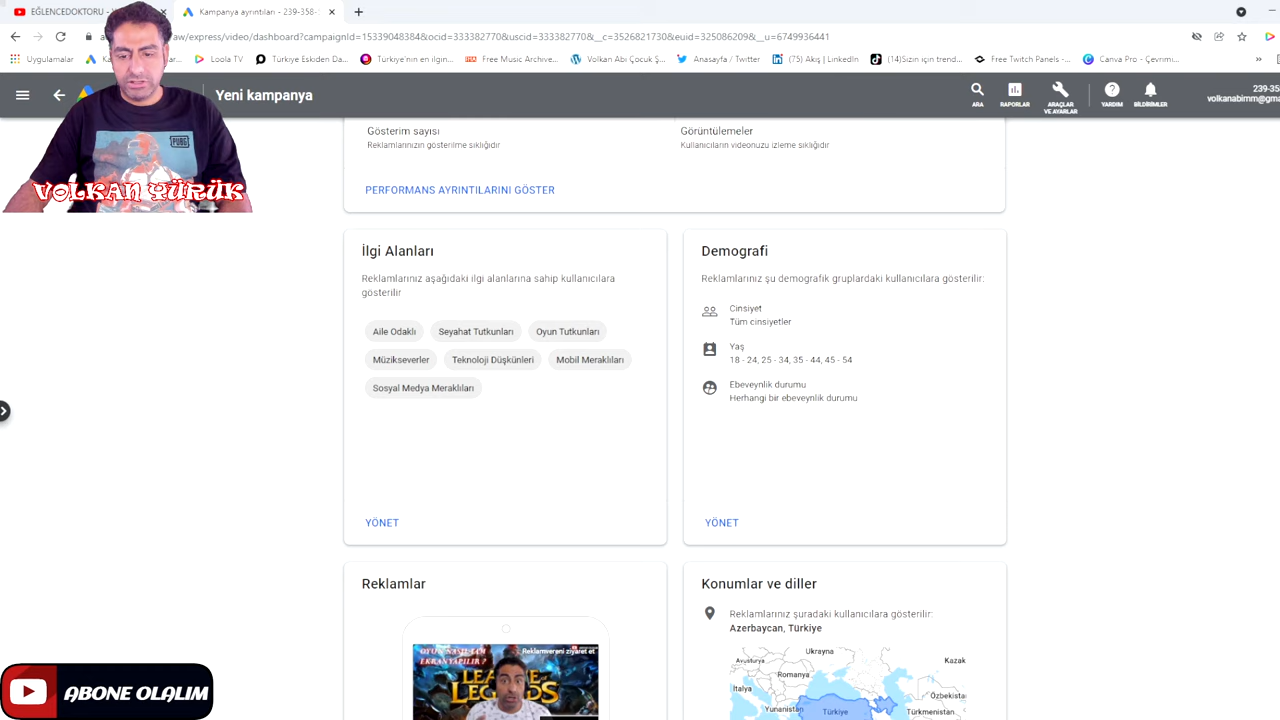 EĞLENCEDOKTORU
Kampanya ayrıntıları - 239-358-
aw/express/video/dashboard?campaignId=15339048384&ocid=333382770&uscid=333382770&__c=3526821730&euid=325086209&__u=6749936441
Uygulamalar
Loola TV
Türkiye Eskiden Da...
Türkiye'nin en ilgin...
Free Music Archive...
Volkan Abi Çocuk Ş...
Anasayfa / Twitter
(75) Akış | LinkedIn
(14)Sizin için trend...
Free Twitch Panels -...
Canva Pro - Çevrimi...
Yeni kampanya
ARA
RAPORLAR
ARAÇLAR
VE AYARLAR
YARDIM
BİLDİRİMLER
239-358
volkanabimm@gma
Gösterim sayısı
Reklamlarınızın gösterilme sıklığıdır
Görüntülemeler
Kullanıcıların videonuzu izleme sıklığıdır
PERFORMANS AYRINTILARINI GÖSTER
PUBG
VOLKAN YÜRÜK
İlgi Alanları
Reklamlarınız aşağıdaki ilgi alanlarına sahip kullanıcılara
gösterilir
Aile Odaklı
Seyahat Tutkunları
Oyun Tutkunları
Müzikseverler
Teknoloji Düşkünleri
Mobil Meraklıları
Sosyal Medya Meraklıları
YÖNET
Demografi
Reklamlarınız şu demografik gruplardaki kullanıcılara gösterilir:
Cinsiyet
Tüm cinsiyetler
Yaş
18 - 24, 25 - 34, 35 - 44, 45 - 54
Ebeveynlik durumu
Herhangi bir ebeveynlik durumu
YÖNET
Reklamlar
Reklamvereni ziyaret et
LEGENDS
Konumlar ve diller
Reklamlarınız şuradaki kullanıcılara gösterilir:
Azerbaycan, Türkiye
Ukrayna
Avusturya
Kazak
Romanya
İtalya
Özbekista
Yunanistan
Türkiye
Türkmenistan
ABONE OLALIM